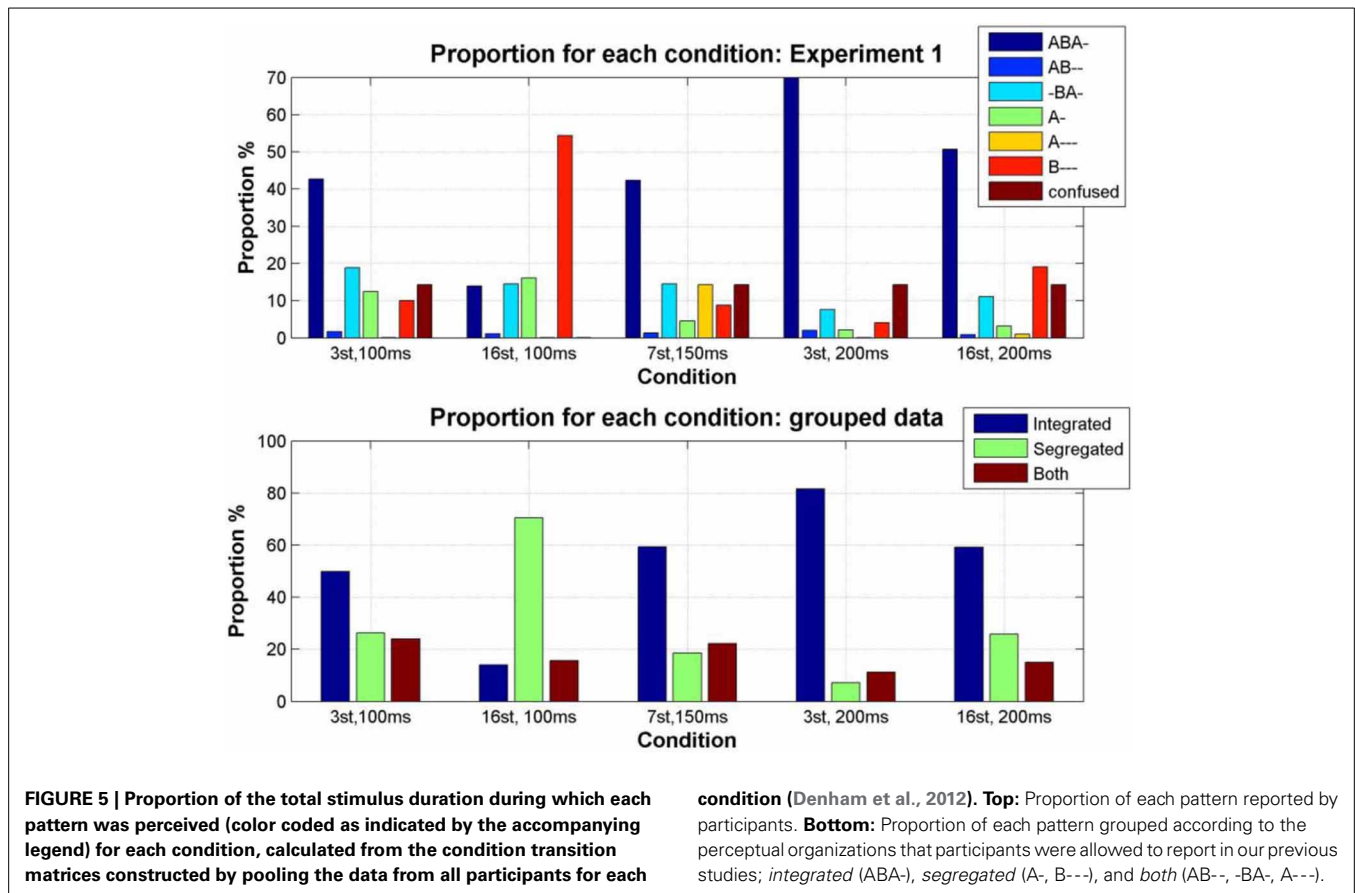 Proportion for each condition: Experiment 1
ABA-
AB--
-BA-
A-
A---
B---
confused
Proportion %
70
60
50
40
30
20
10
0
3st,100ms
16st, 100ms
7st,150ms
3st, 200ms
16st, 200ms
Condition
Proportion for each condition: grouped data
Integrated
Segregated
Both
Proportion %
100
80
60
40
20
0
3st,100ms
16st, 100ms
7st,150ms
3st, 200ms
16st, 200ms
Condition
FIGURE 5 | Proportion of the total stimulus duration during which each
pattern was perceived (color coded as indicated by the accompanying
legend) for each condition, calculated from the condition transition
matrices constructed by pooling the data from all participants for each
condition (Denham et al., 2012). Top: Proportion of each pattern reported by
participants. Bottom: Proportion of each pattern grouped according to the
perceptual organizations that participants were allowed to report in our previous
studies; integrated (ABA-), segregated (A-, B---), and both (AB--, -BA-, A---).